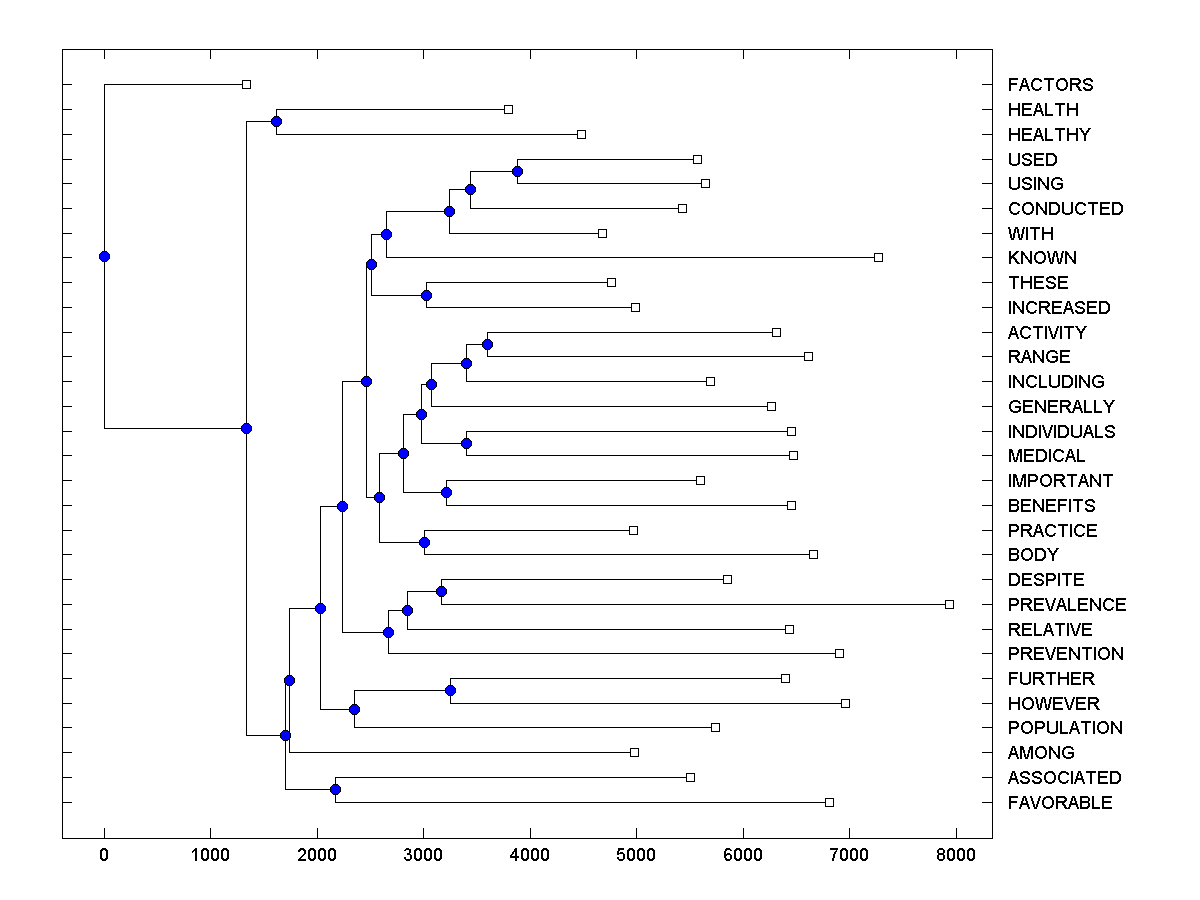 FACTORS
HEALTH
HEALTHY
USED
USING
CONDUCTED
WITH
KNOWN
THESE
INCREASED
ACTIVITY
RANGE
INCLUDING
GENERALLY
INDIVIDUALS
MEDICAL
IMPORTANT
BENEFITS
PRACTICE
BODY
DESPITE
PREVALENCE
RELATIVE
PREVENTION
FURTHER
HOWEVER
POPULATION
AMONG
ASSOCIATED
FAVORABLE
0 1000 2000 3000 4000 5000 6000 7000 8000